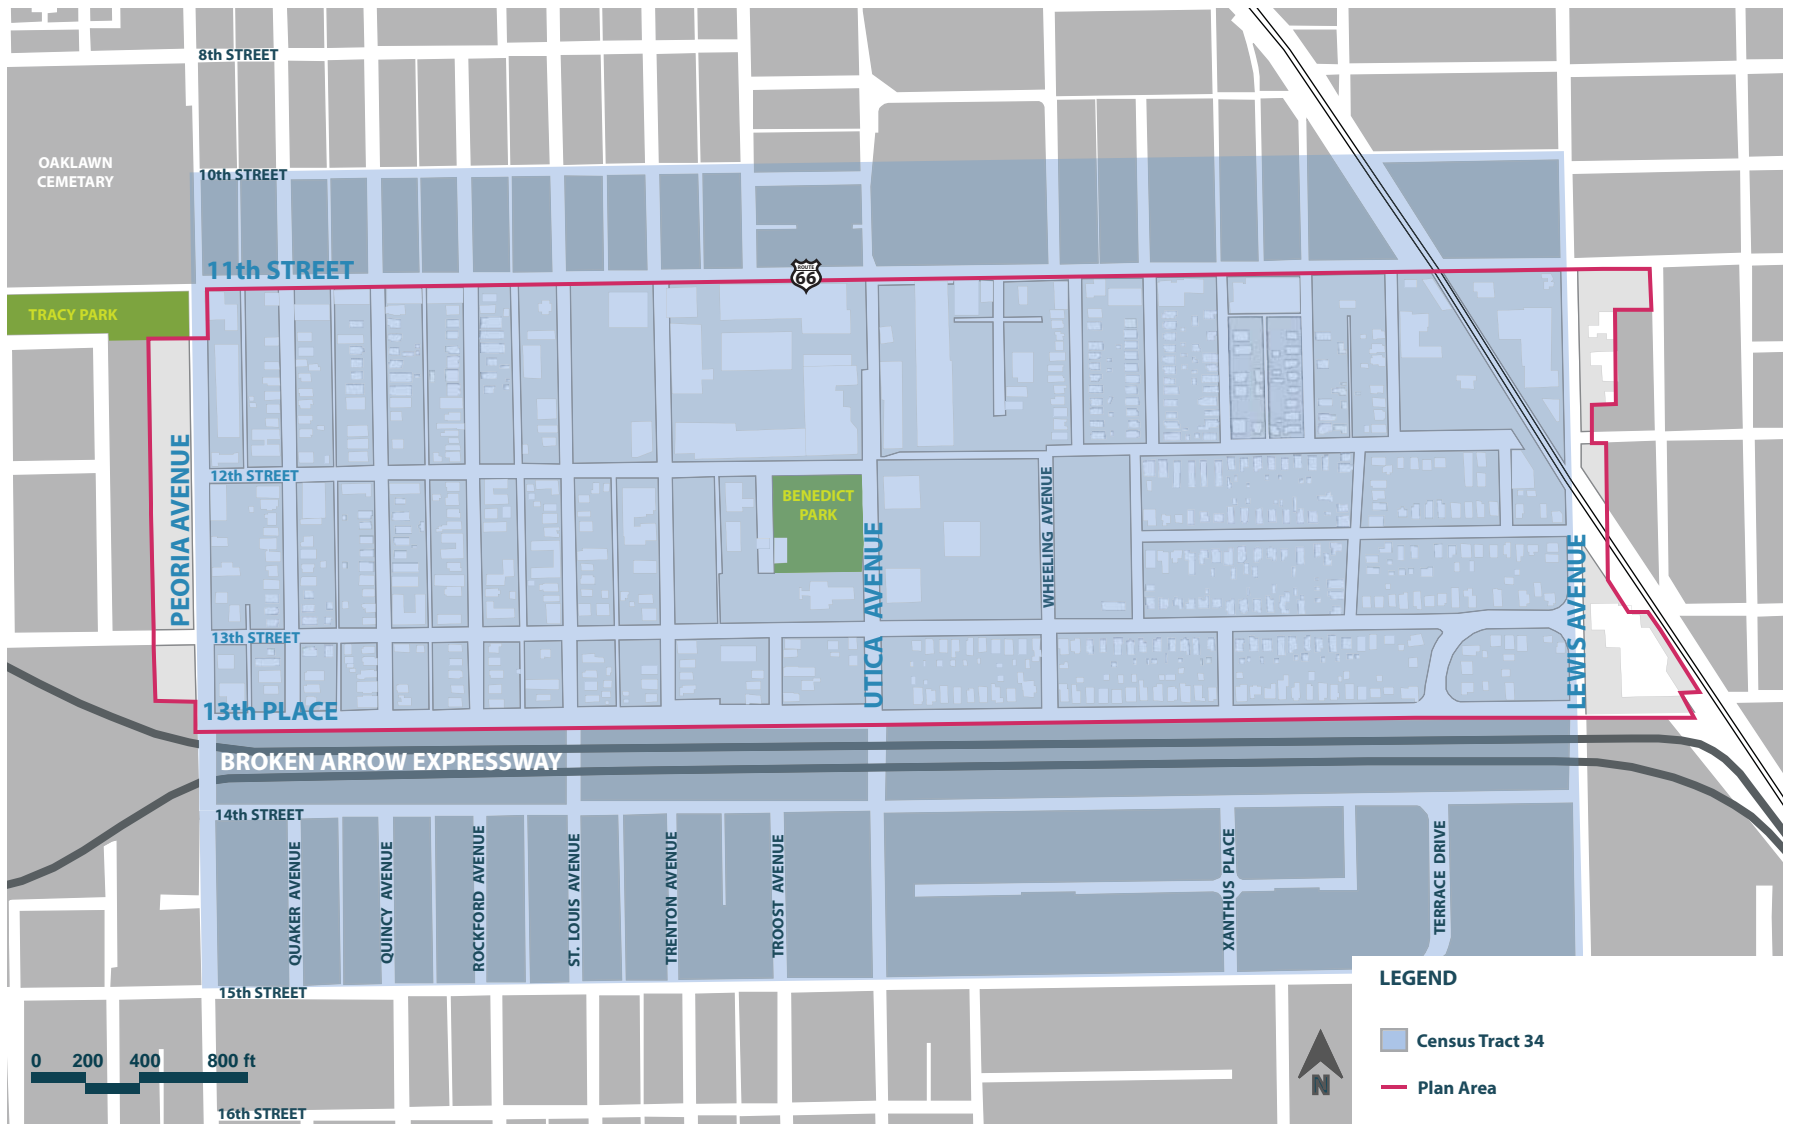 8th STREET
OAKLAWN
CEMETARY
10th STREET
11th STREET
ROUTE
66
TRACY PARK
PEORIA AVENUE
12th STREET
BENEDICT
PARK
UTICA AVENUE
WHEELING AVENUE
LEWIS AVENUE
13th STREET
13th PLACE
BROKEN ARROW EXPRESSWAY
14th STREET
QUAKER AVENUE
QUINCY AVENUE
ROCKFORD AVENUE
ST. LOUIS AVENUE
TRENTON AVENUE
TROOST AVENUE
XANTHUS PLACE
TERRACE DRIVE
15th STREET
LEGEND
Census Tract 34
Plan Area
N
0 200 400 800 ft
16th STREET